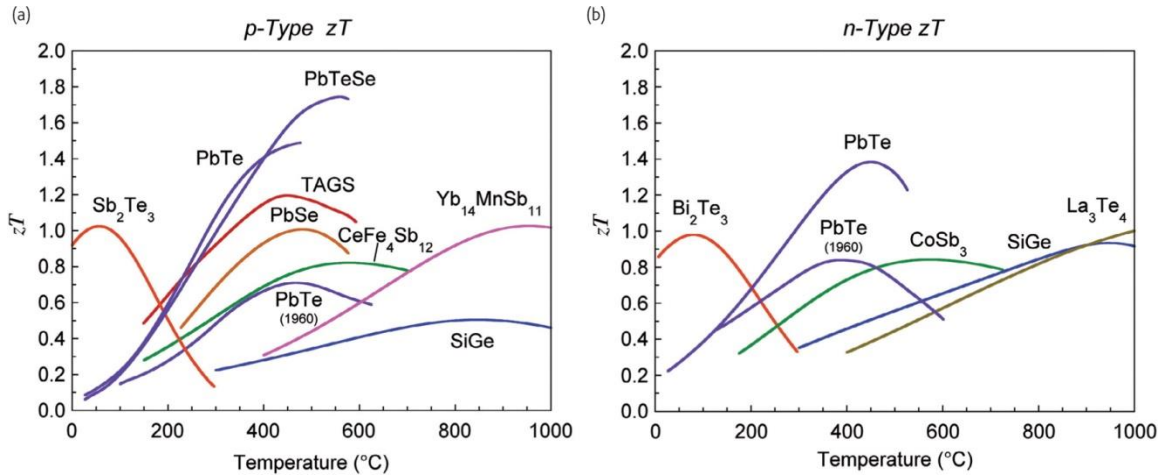 (a)
p-Type zT
2.0
1.8
1.6
1.4
1.2
1.0
0.8
0.6
0.4
0.2
0.0
zT
PbTeSe
PbTe
TAGS
Sb₂Te₃
PbSe
Yb₁₄MnSb₁₁
CeFe₄Sb₁₂
PbTe
(1960)
SiGe
0 200 400 600 800 1000
Temperature (°C)
(b)
n-Type zT
2.0
1.8
1.6
1.4
1.2
1.0
0.8
0.6
0.4
0.2
0.0
zT
PbTe
Bi₂Te₃
La₃Te₄
PbTe
(1960)
CoSb₃
SiGe
0 200 400 600 800 1000
Temperature (°C)